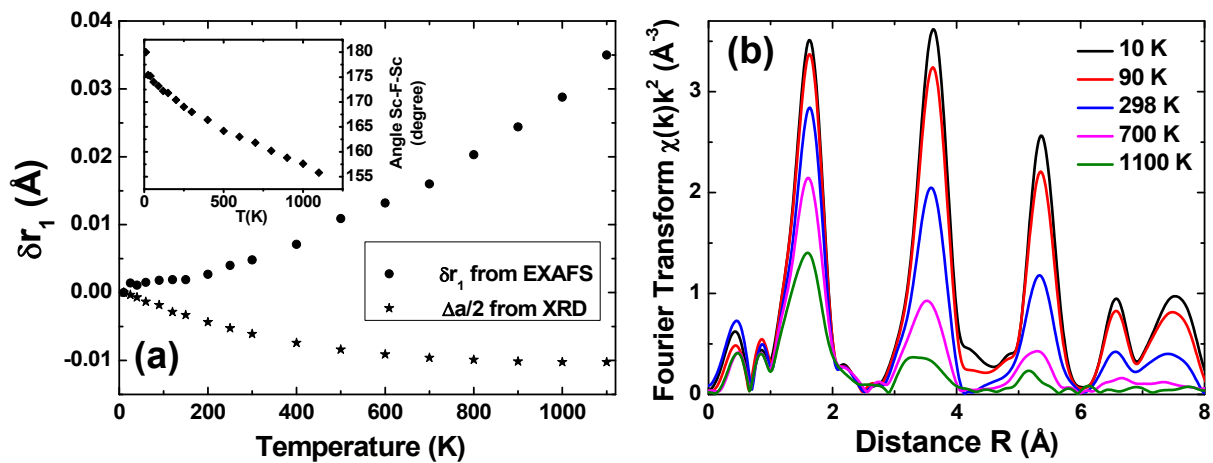 0.04
0.03
0.02
0.01
0.00
-0.01
δr₁ (Å)
0
200
400
600
800
1000
Temperature (K)
(a)
180
175
170
165
160
155
Angle Sc-F-Sc
(degree)
0
500
1000
T(K)
δr₁ from EXAFS
Δa/2 from XRD
(b)
3
2
1
0
Fourier Transform χ(k)k² (Å⁻³)
0
2
4
6
8
Distance R (Å)
10 K
90 K
298 K
700 K
1100 K